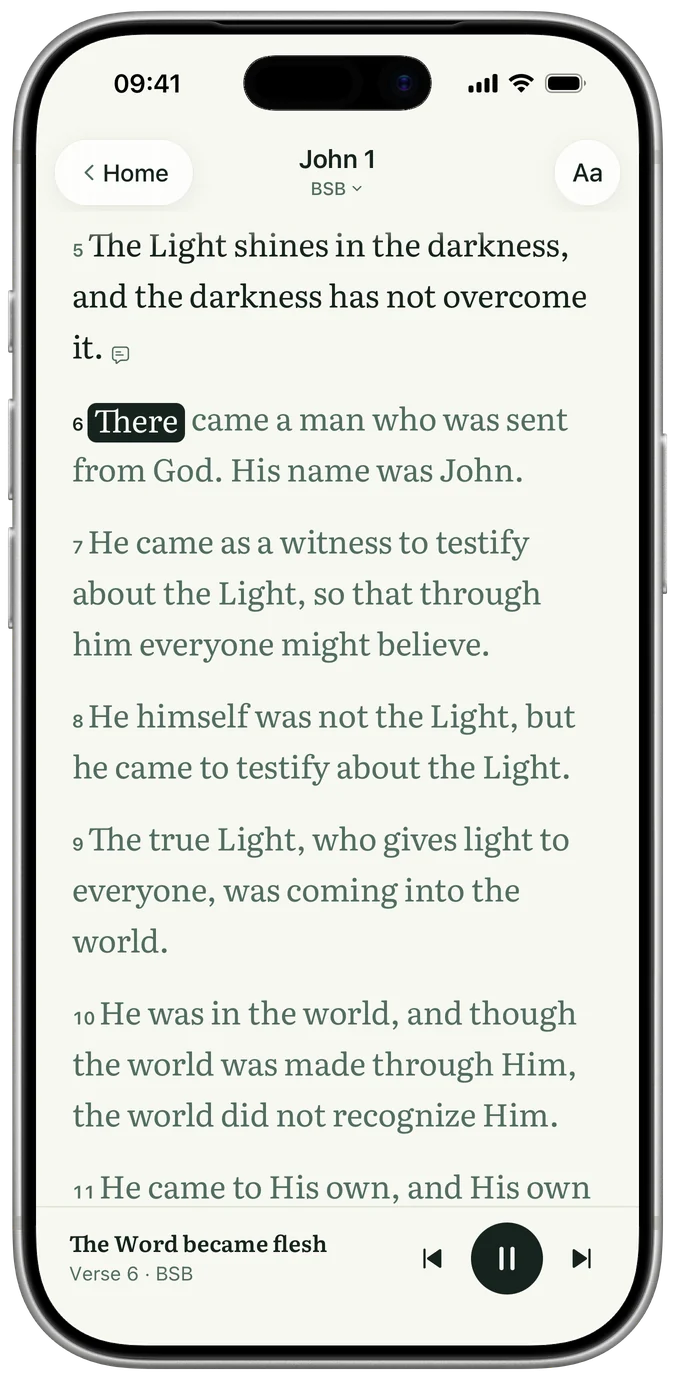 09:41
Home
John 1
BSB
Aa
5 The Light shines in the darkness,
and the darkness has not overcome
it.
6 There came a man who was sent
from God. His name was John.
7 He came as a witness to testify
about the Light, so that through
him everyone might believe.
8 He himself was not the Light, but
he came to testify about the Light.
9 The true Light, who gives light to
everyone, was coming into the
world.
10 He was in the world, and though
the world was made through Him,
the world did not recognize Him.
11 He came to His own, and His own
The Word became flesh
Verse 6 · BSB